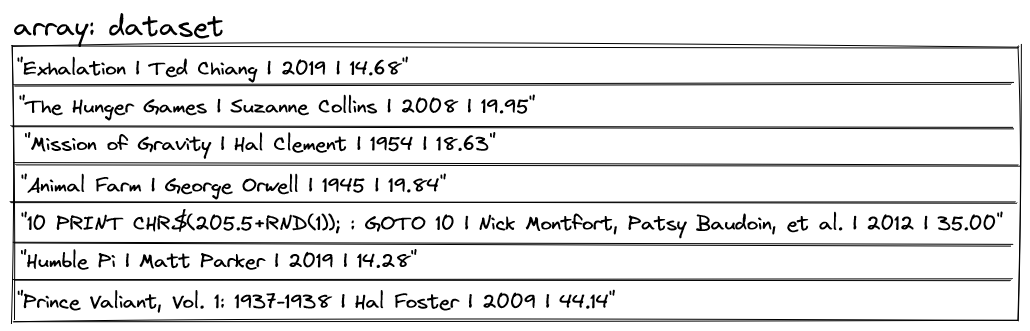 array: dataset
"Exhalation | Ted Chiang | 2019 | 14.68"
"The Hunger Games | Suzanne Collins | 2008 | 19.95"
"Mission of Gravity | Hal Clement | 1954 | 18.63"
"Animal Farm | George Orwell | 1945 | 19.84"
"10 PRINT CHR$(205.5+RND(1)); : GOTO 10 | Nick Montfort, Patsy Baudoin, et al. | 2012 | 35.00"
"Humble Pi | Matt Parker | 2019 | 14.28"
"Prince Valiant, Vol. 1: 1937-1938 | Hal Foster | 2009 | 44.14"